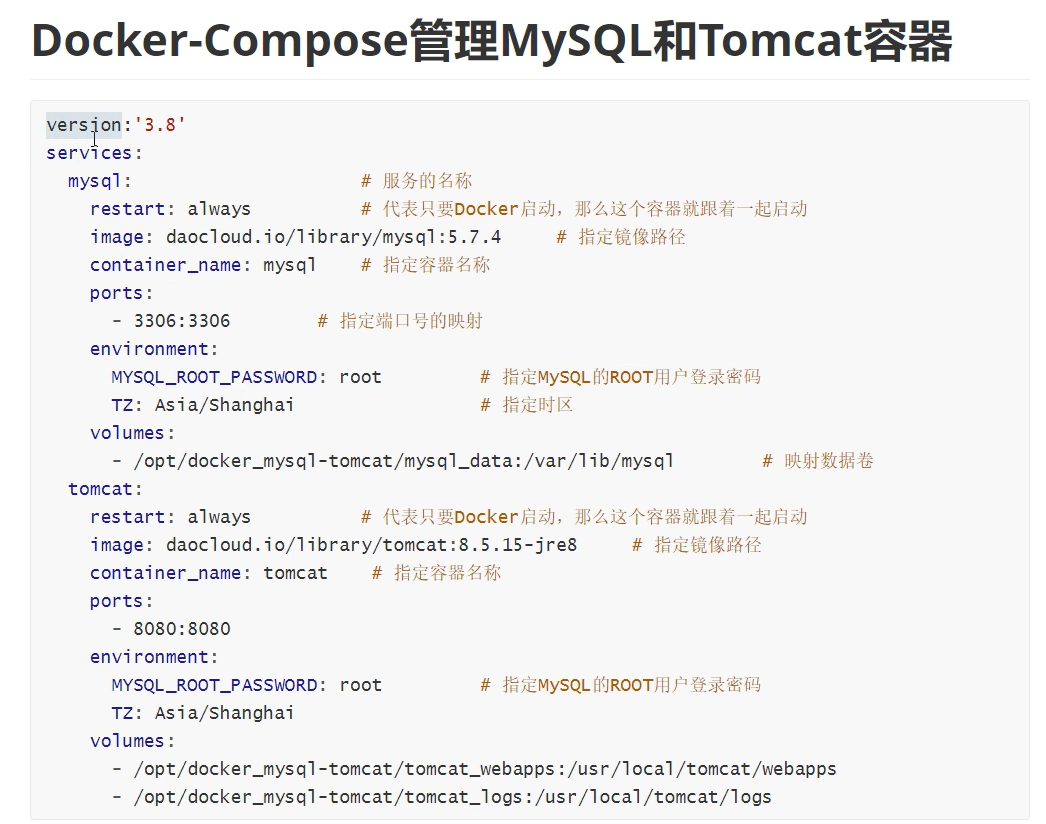 Docker-Compose管理MySQL和Tomcat容器
version:'3.8'
services:
  mysql:                     # 服务的名称
    restart: always          # 代表只要Docker启动，那么这个容器就跟着一起启动
    image: daocloud.io/library/mysql:5.7.4     # 指定镜像路径
    container_name: mysql    # 指定容器名称
    ports:
      - 3306:3306        # 指定端口号的映射
    environment:
      MYSQL_ROOT_PASSWORD: root         # 指定MySQL的ROOT用户登录密码
      TZ: Asia/Shanghai                 # 指定时区
    volumes:
      - /opt/docker_mysql-tomcat/mysql_data:/var/lib/mysql        # 映射数据卷
  tomcat:
    restart: always          # 代表只要Docker启动，那么这个容器就跟着一起启动
    image: daocloud.io/library/tomcat:8.5.15-jre8     # 指定镜像路径
    container_name: tomcat    # 指定容器名称
    ports:
      - 8080:8080
    environment:
      MYSQL_ROOT_PASSWORD: root         # 指定MySQL的ROOT用户登录密码
      TZ: Asia/Shanghai
    volumes:
      - /opt/docker_mysql-tomcat/tomcat_webapps:/usr/local/tomcat/webapps
      - /opt/docker_mysql-tomcat/tomcat_logs:/usr/local/tomcat/logs